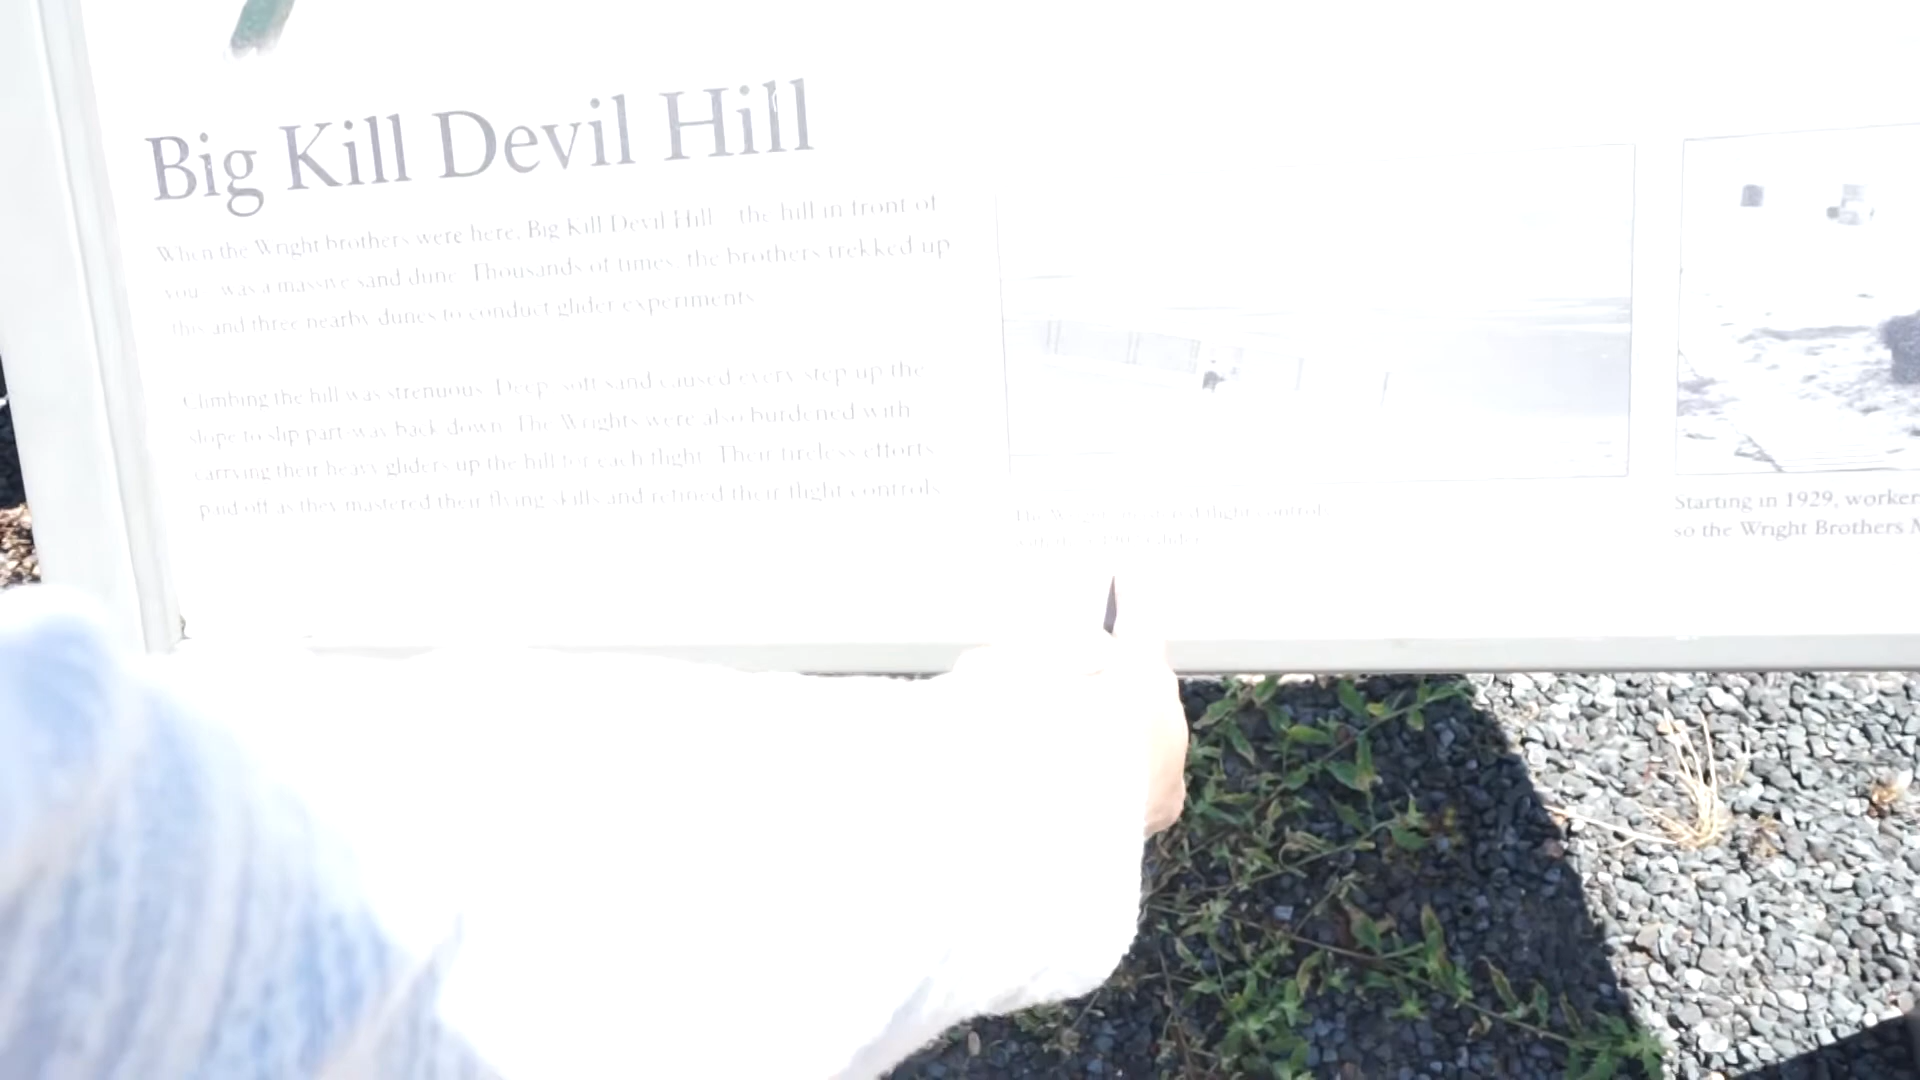 Big Kill Devil Hill
When the Wright brothers were here, Big Kill Devil Hill – the hill in front of
you – was a massive sand dune. Thousands of times, the brothers trekked up
this and three nearby dunes to conduct glider experiments.
Climbing the hill was strenuous. Deep, soft sand caused every step up the
slope to slip part-way back down. The Wrights were also burdened with
carrying their heavy gliders up the hill for each flight. Their tireless efforts
paid off as they mastered their flying skills and refined their flight controls.
flight control
Starting in 1929, worker
so the Wright Brothers M